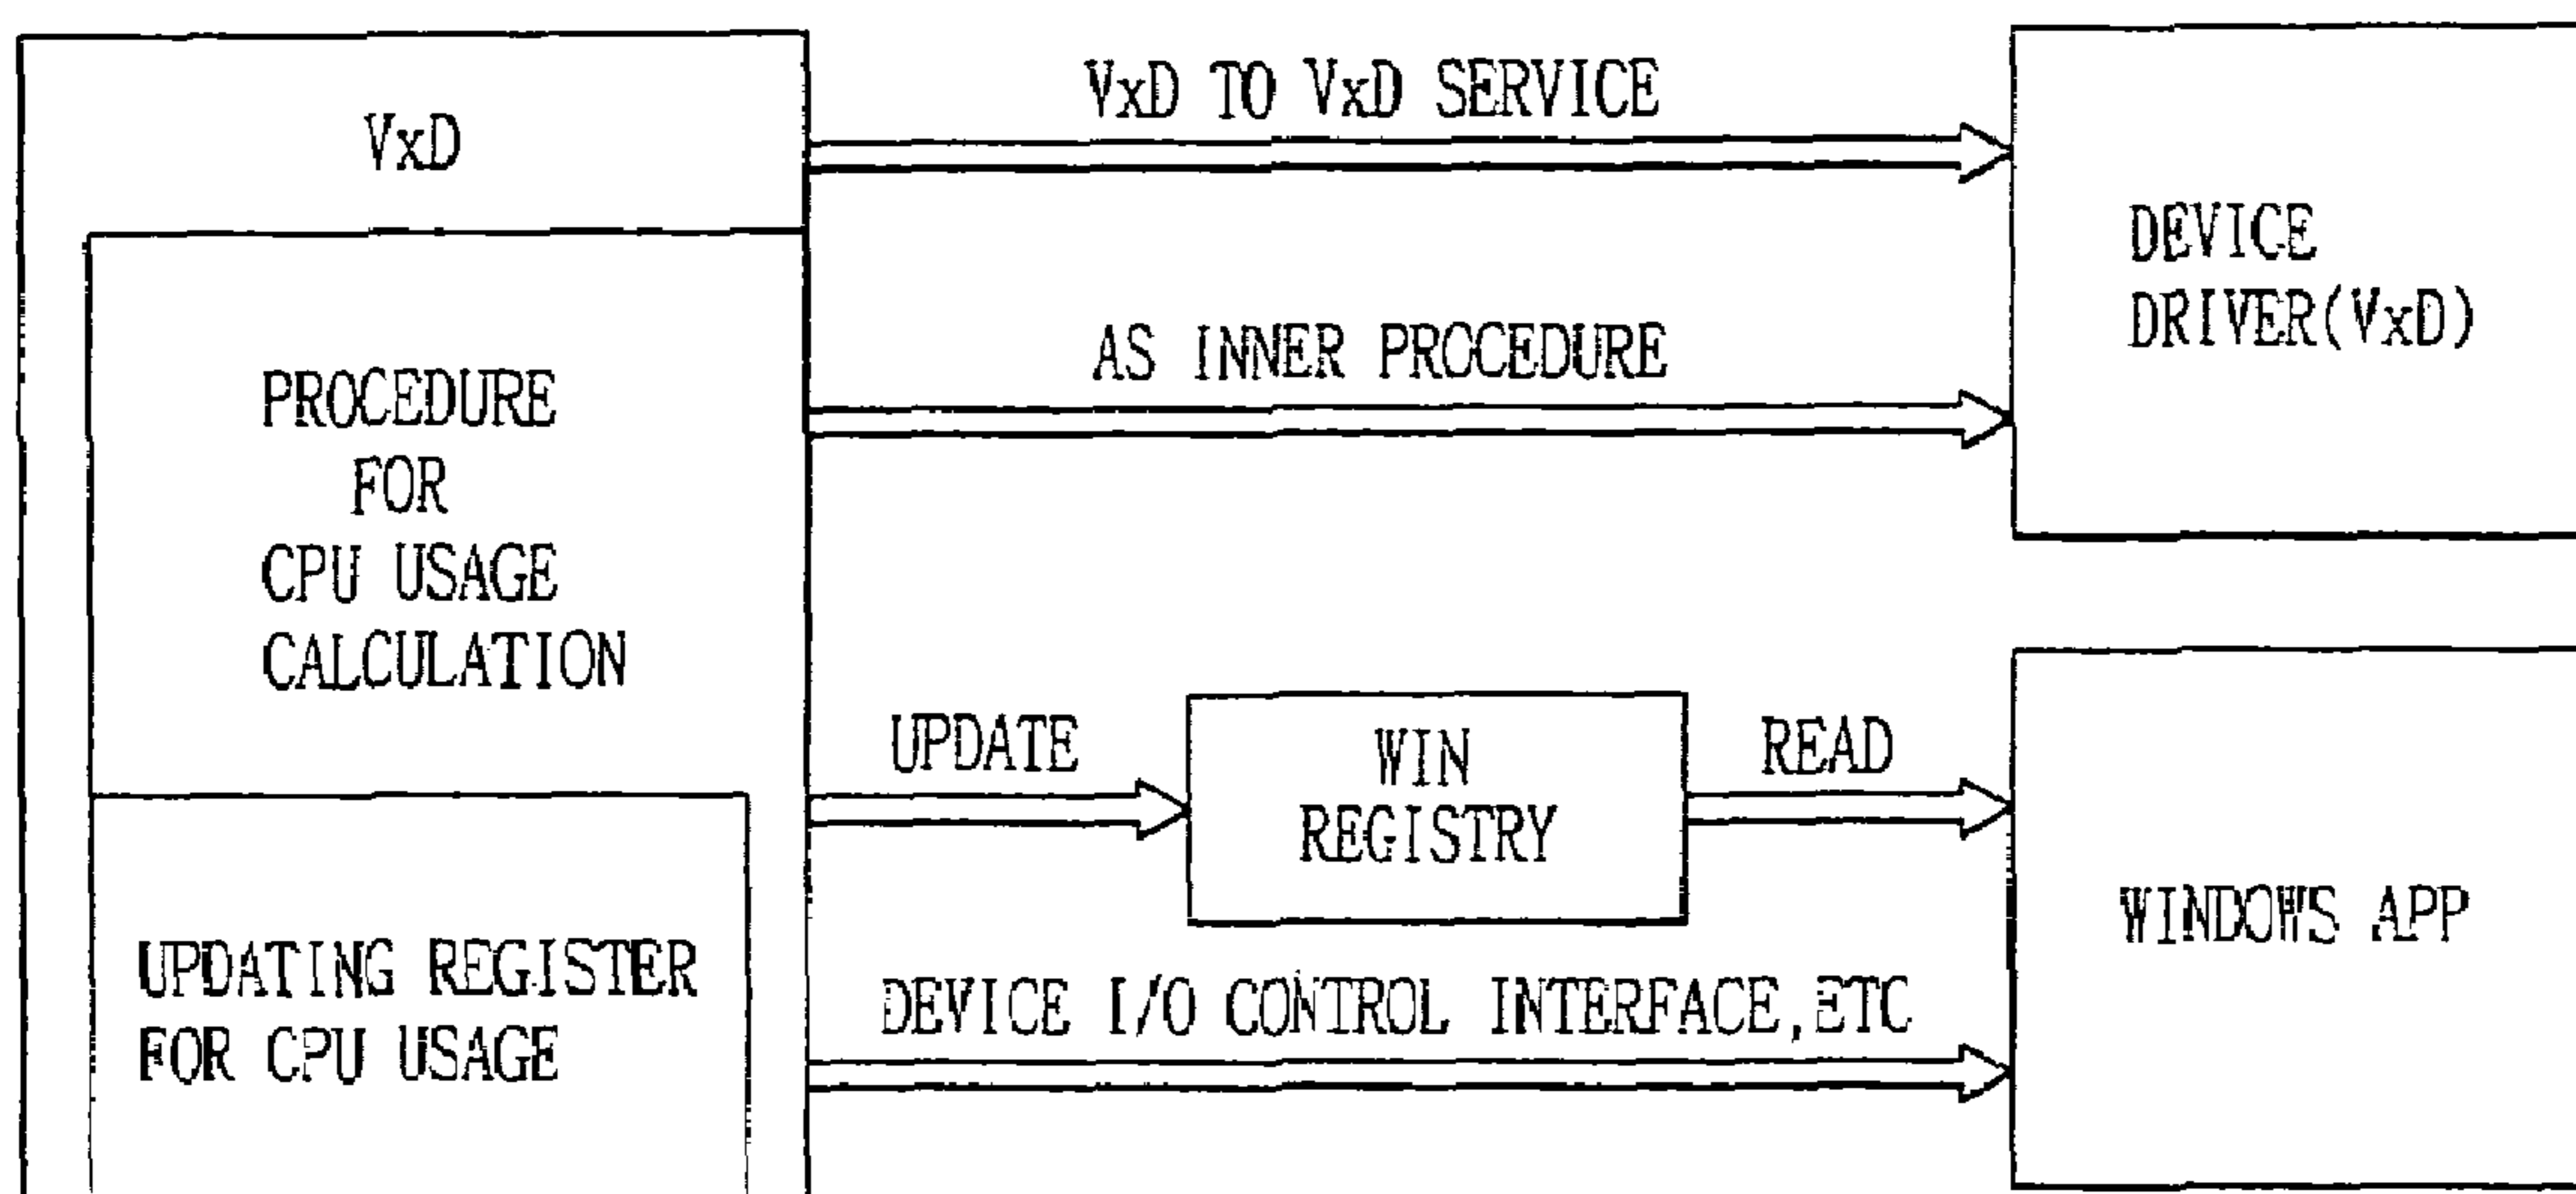 VxD
PROCEDURE
FOR
CPU USAGE
CALCULATION
UPDATING REGISTER
FOR CPU USAGE
VxD TO VxD SERVICE
AS INNER PROCEDURE
UPDATE
WIN
REGISTRY
READ
DEVICE I/O CONTROL INTERFACE,ETC
DEVICE
DRIVER(VxD)
WINDOWS APP